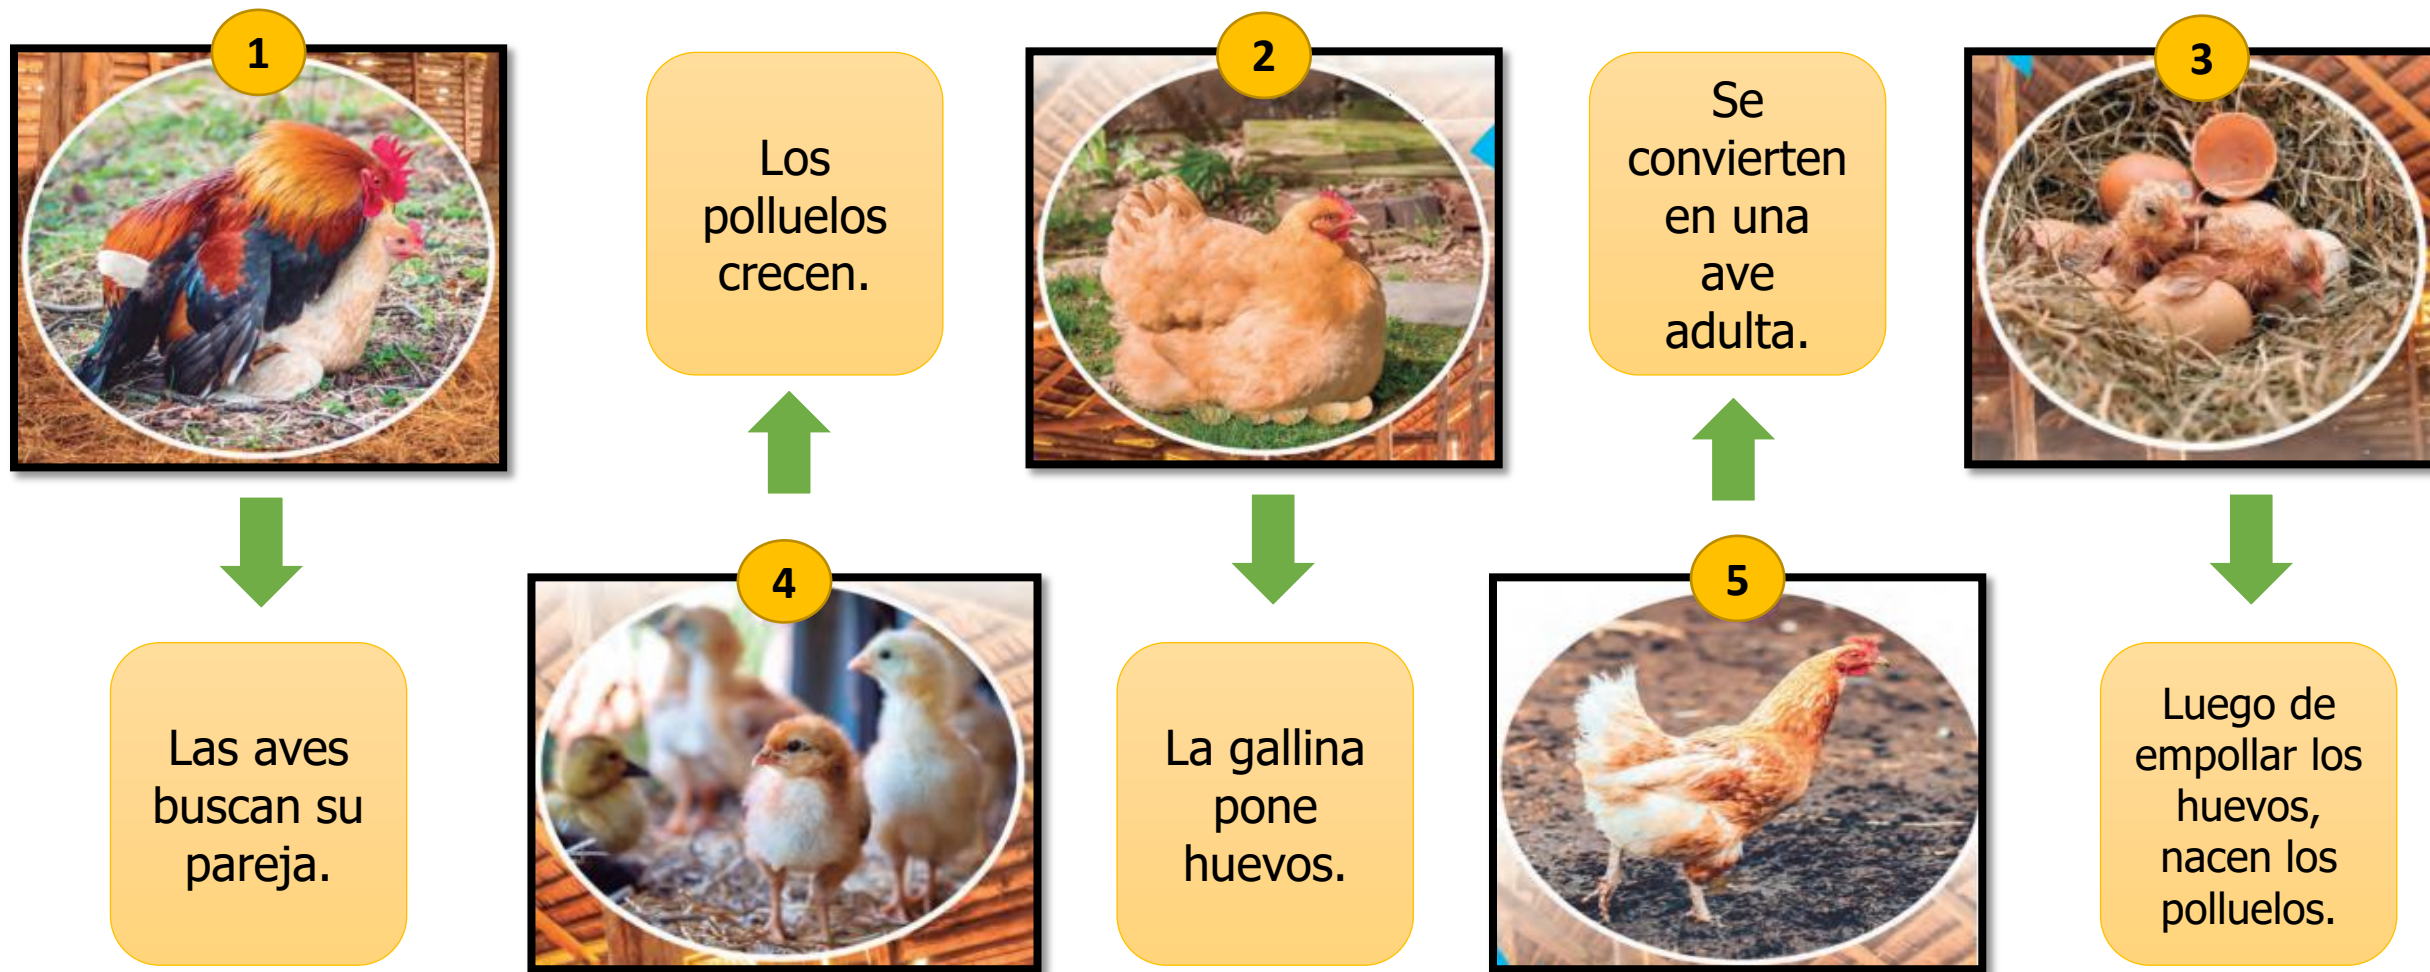 1
Las aves
buscan su
pareja.
2
La gallina
pone
huevos.
3
Luego de
empollar los
huevos,
nacen los
polluelos.
4
Los
polluelos
crecen.
5
Se
convierten
en una
ave
adulta.